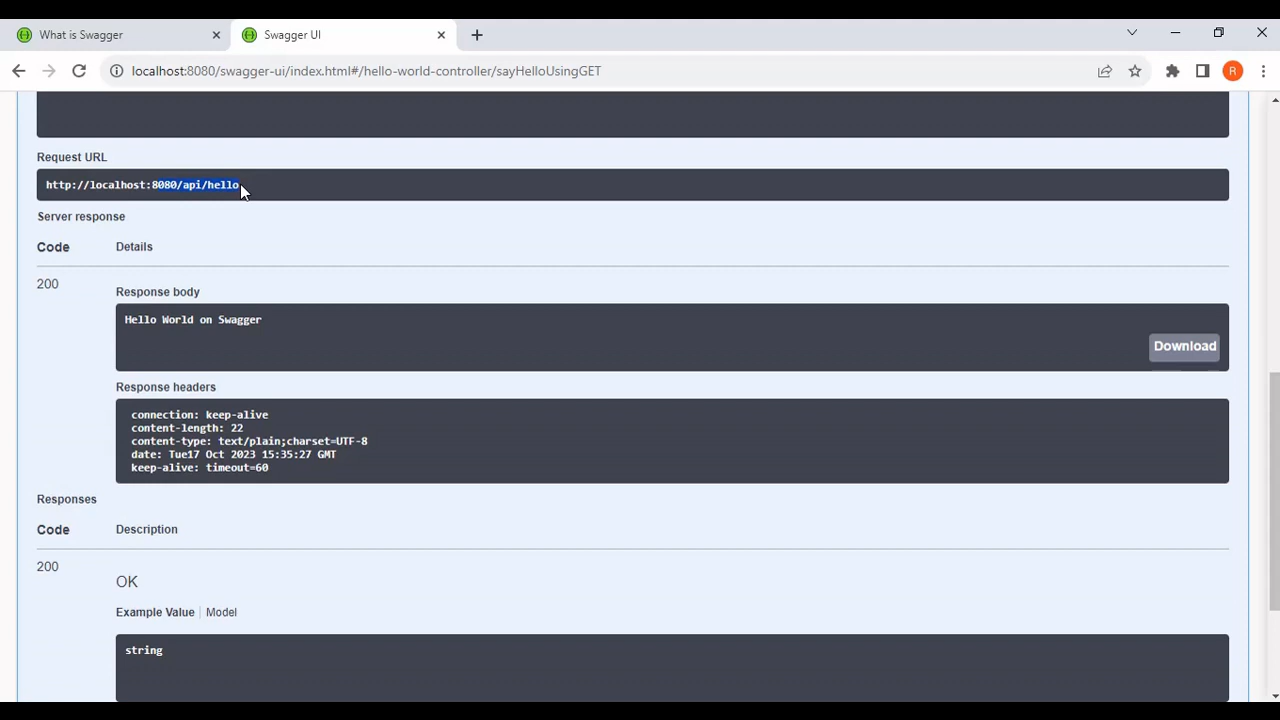 What is Swagger
Swagger UI
localhost:8080/swagger-ui/index.html#/hello-world-controller/sayHelloUsingGET
R
Request URL
http://localhost:8080/api/hello
Server response
Code Details
200
Response body
Hello World on Swagger
Download
Response headers
connection: keep-alive
content-length: 22
content-type: text/plain;charset=UTF-8
date: Tue17 Oct 2023 15:35:27 GMT
keep-alive: timeout=60
Responses
Code Description
200
OK
Example Value Model
string